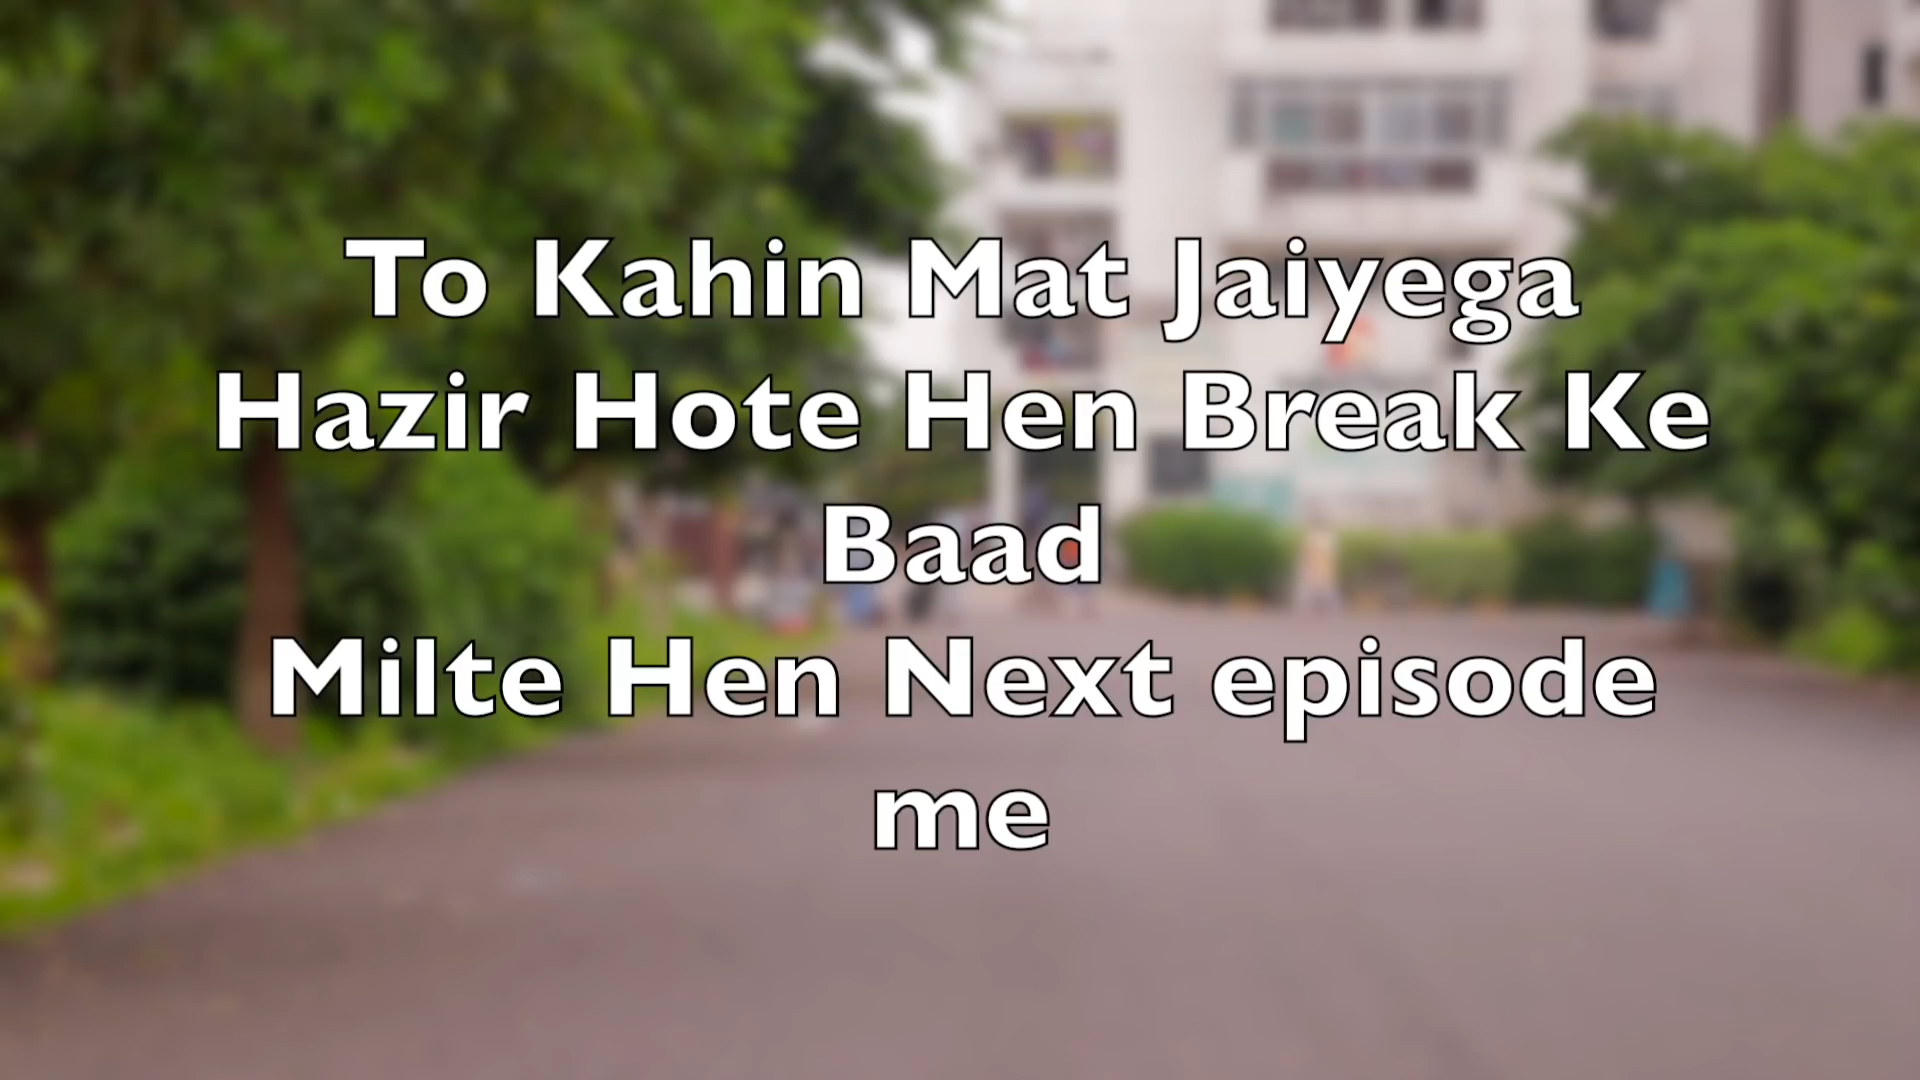 To Kahin Mat Jaiyega
Hazir Hote Hen Break Ke
Baad
Milte Hen Next episode
me